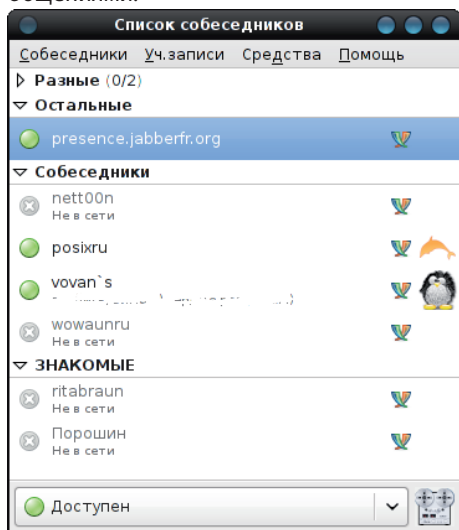 Список собеседников
Собеседники Уч.записи Средства Помощь
Разные (0/2)
Остальные
presence.jabberfr.org
Собеседники
nett00n
Не в сети
posixru
vovan`s
wowaunru
Не в сети
ЗНАКОМЫЕ
ritabraun
Не в сети
Порошин
Не в сети
Доступен